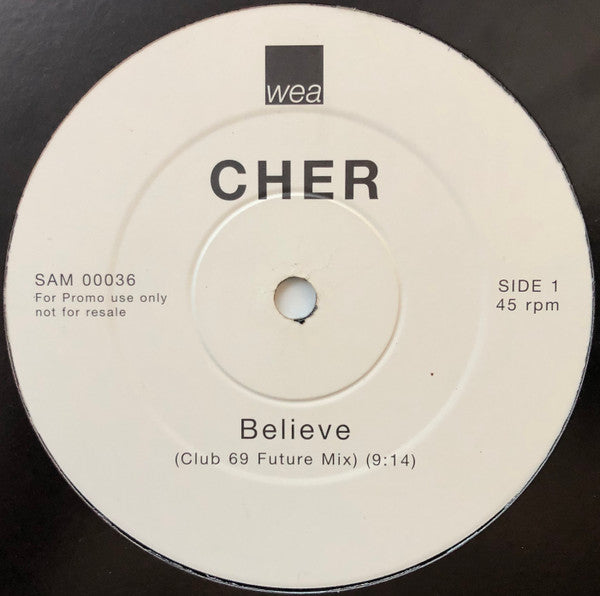 wea
CHER
SAM 00036
For Promo use only
not for resale
SIDE 1
45 rpm
Believe
(Club 69 Future Mix) (9:14)